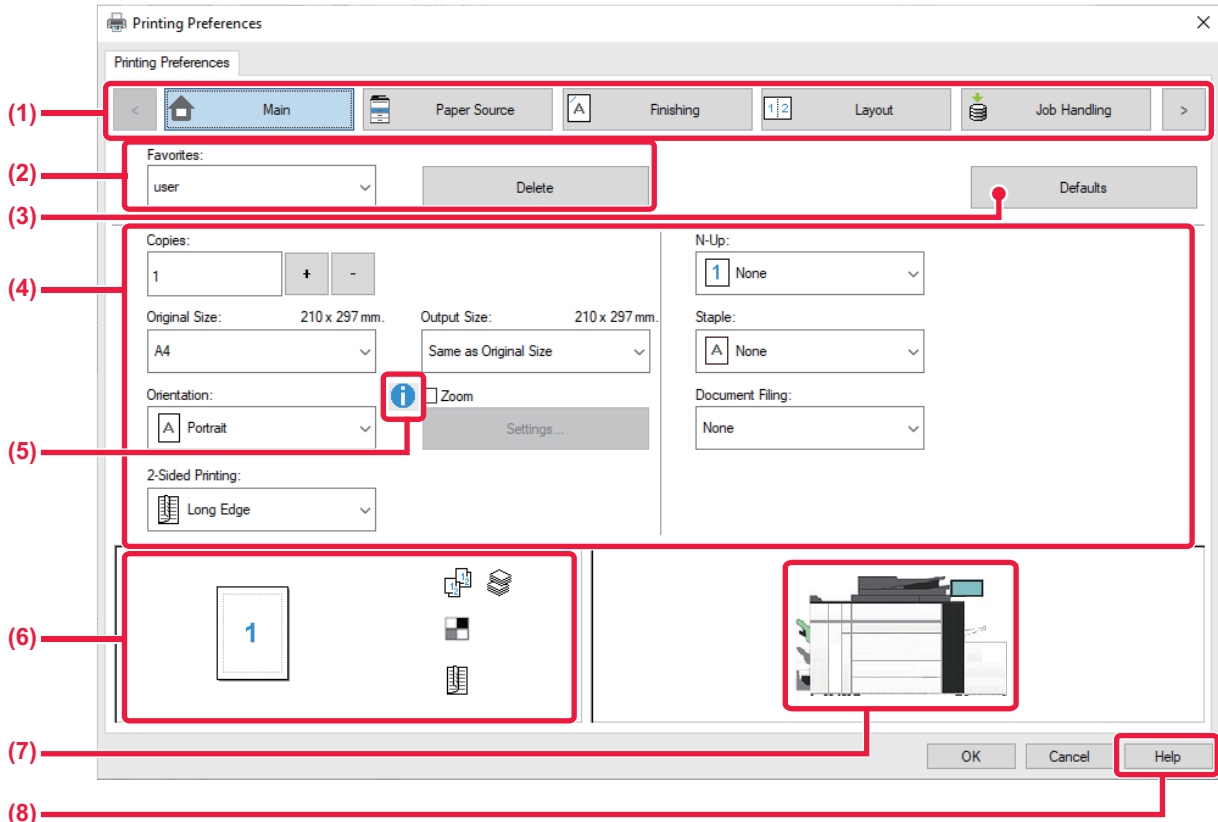 Printing Preferences
Printing Preferences
(1)
< Main Paper Source Finishing Layout Job Handling >
(2)
Favorites:
user Delete Defaults
(3)
(4)
Copies: N-Up:
1 + - 1 None
Original Size: 210 x 297 mm. Output Size: 210 x 297 mm. Staple:
A4 Same as Original Size A None
Orientation: Zoom Document Filing:
A Portrait Settings... None
(5)
2-Sided Printing:
Long Edge
(6)
1
(7)
OK Cancel Help
(8)